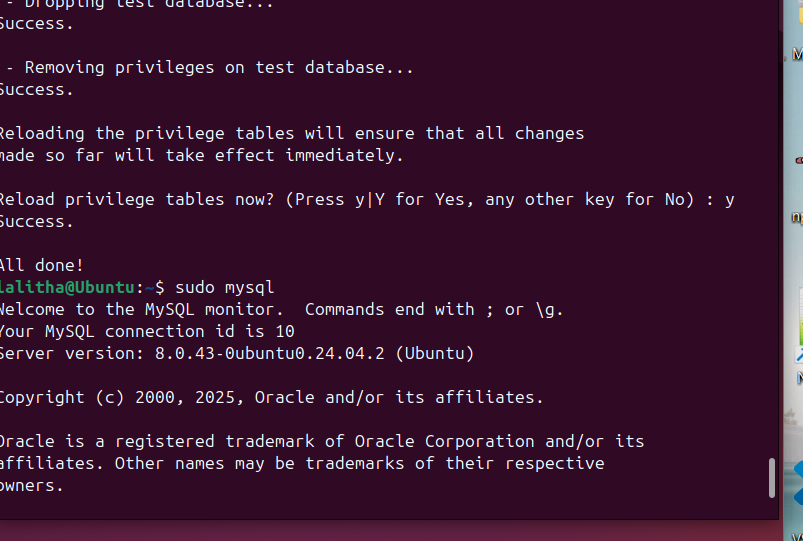 - Dropping test database...
Success.
- Removing privileges on test database...
Success.
Reloading the privilege tables will ensure that all changes
made so far will take effect immediately.
Reload privilege tables now? (Press y|Y for Yes, any other key for No) : y
Success.
All done!
lalitha@Ubuntu:~$ sudo mysql
Welcome to the MySQL monitor.  Commands end with ; or \g.
Your MySQL connection id is 10
Server version: 8.0.43-0ubuntu0.24.04.2 (Ubuntu)
Copyright (c) 2000, 2025, Oracle and/or its affiliates.
Oracle is a registered trademark of Oracle Corporation and/or its
affiliates. Other names may be trademarks of their respective
owners.